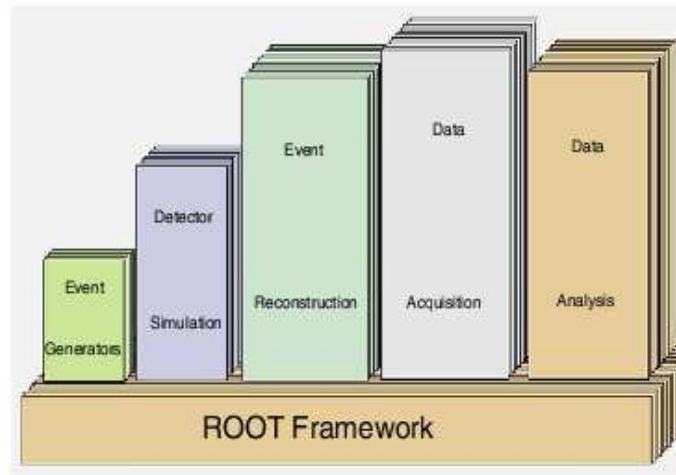 Event
Generators
Detector
Simulation
Event
Reconstruction
Data
Acquisition
Data
Analysis
ROOT Framework